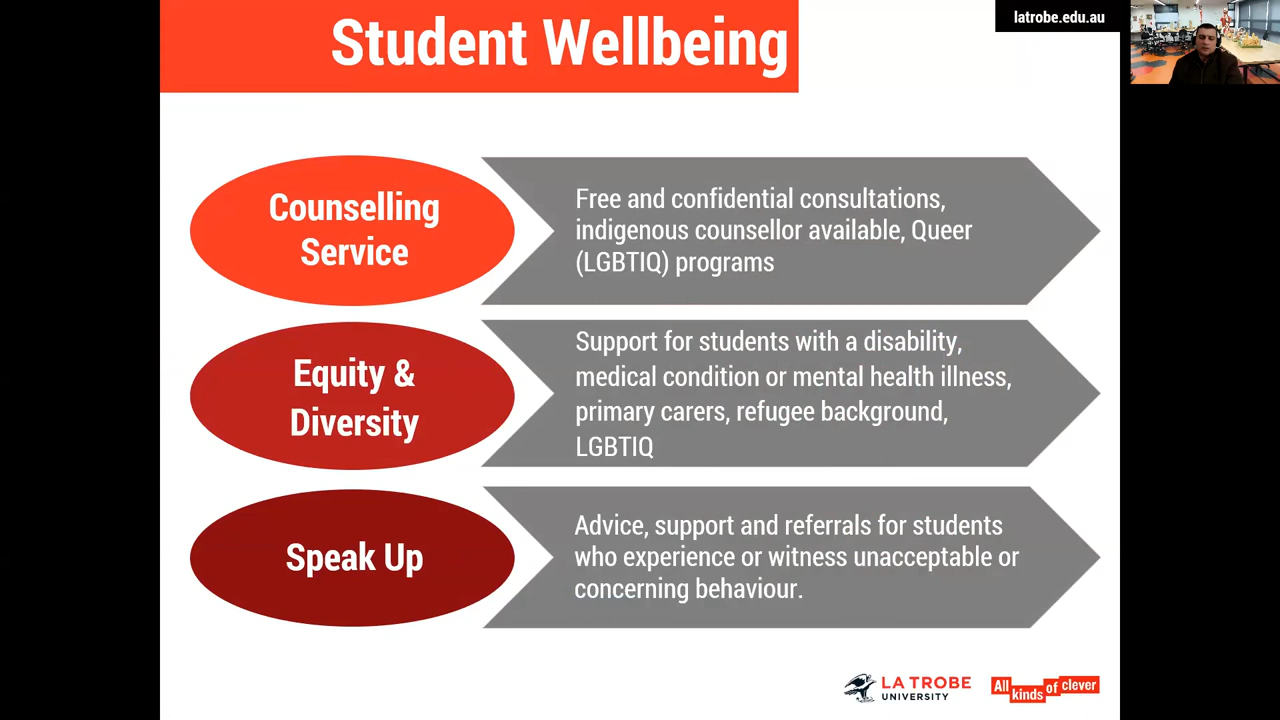 Student Wellbeing
latrobe.edu.au
Counselling
Service
Free and confidential consultations,
indigenous counsellor available, Queer
(LGBTIQ) programs
Equity &
Diversity
Support for students with a disability,
medical condition or mental health illness,
primary carers, refugee background,
LGBTIQ
Speak Up
Advice, support and referrals for students
who experience or witness unacceptable or
concerning behaviour.
LA TROBE
UNIVERSITY
All kinds of clever